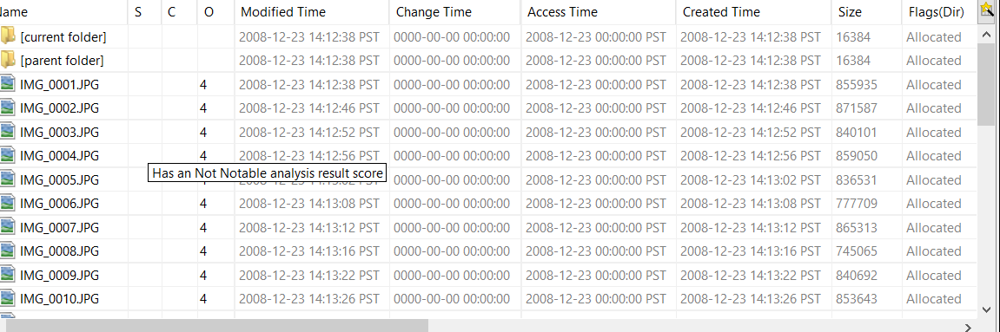 Name S C O Modified Time Change Time Access Time Created Time Size Flags(Dir)
[current folder] 2008-12-23 14:12:38 PST 0000-00-00 00:00:00 2008-12-23 00:00:00 PST 2008-12-23 14:12:38 PST 16384 Allocated
[parent folder] 2008-12-23 14:12:38 PST 0000-00-00 00:00:00 2008-12-23 00:00:00 PST 2008-12-23 14:12:38 PST 16384 Allocated
IMG_0001.JPG 4 2008-12-23 14:12:38 PST 0000-00-00 00:00:00 2008-12-23 00:00:00 PST 2008-12-23 14:12:38 PST 855935 Allocated
IMG_0002.JPG 4 2008-12-23 14:12:46 PST 0000-00-00 00:00:00 2008-12-23 00:00:00 PST 2008-12-23 14:12:46 PST 871587 Allocated
IMG_0003.JPG 4 2008-12-23 14:12:52 PST 0000-00-00 00:00:00 2008-12-23 00:00:00 PST 2008-12-23 14:12:52 PST 840101 Allocated
IMG_0004.JPG 4 2008-12-23 14:12:56 PST 0000-00-00 00:00:00 2008-12-23 00:00:00 PST 2008-12-23 14:12:56 PST 859050 Allocated
Has an Not Notable analysis result score
IMG_0005.JPG 0000-00-00 00:00:00 2008-12-23 00:00:00 PST 2008-12-23 14:13:02 PST 836531 Allocated
IMG_0006.JPG 4 2008-12-23 14:13:08 PST 0000-00-00 00:00:00 2008-12-23 00:00:00 PST 2008-12-23 14:13:08 PST 777709 Allocated
IMG_0007.JPG 4 2008-12-23 14:13:12 PST 0000-00-00 00:00:00 2008-12-23 00:00:00 PST 2008-12-23 14:13:12 PST 865313 Allocated
IMG_0008.JPG 4 2008-12-23 14:13:16 PST 0000-00-00 00:00:00 2008-12-23 00:00:00 PST 2008-12-23 14:13:16 PST 745065 Allocated
IMG_0009.JPG 4 2008-12-23 14:13:22 PST 0000-00-00 00:00:00 2008-12-23 00:00:00 PST 2008-12-23 14:13:22 PST 840692 Allocated
IMG_0010.JPG 4 2008-12-23 14:13:26 PST 0000-00-00 00:00:00 2008-12-23 00:00:00 PST 2008-12-23 14:13:26 PST 853643 Allocated